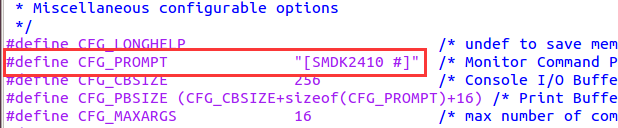 * Miscellaneous configurable options
*/
#define CFG_LONGHELP /* undef to save mem
#define CFG_PROMPT "[SMDK2410 #]" /* Monitor Command P
#define CFG_CBSIZE 256 /* Console I/O Buffe
#define CFG_PBSIZE (CFG_CBSIZE+sizeof(CFG_PROMPT)+16) /* Print Buffe
#define CFG_MAXARGS 16 /* max number of com